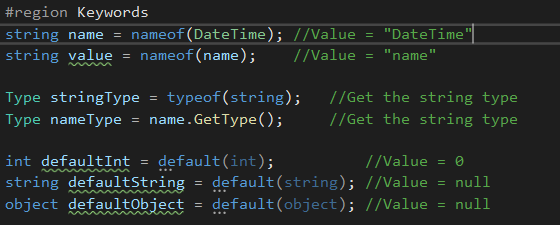 #region Keywords
string name = nameof(DateTime); //Value = "DateTime"
string value = nameof(name);    //Value = "name"

Type stringType = typeof(string);   //Get the string type
Type nameType = name.GetType();     //Get the string type

int defaultInt = default(int);          //Value = 0
string defaultString = default(string); //Value = null
object defaultObject = default(object); //Value = null